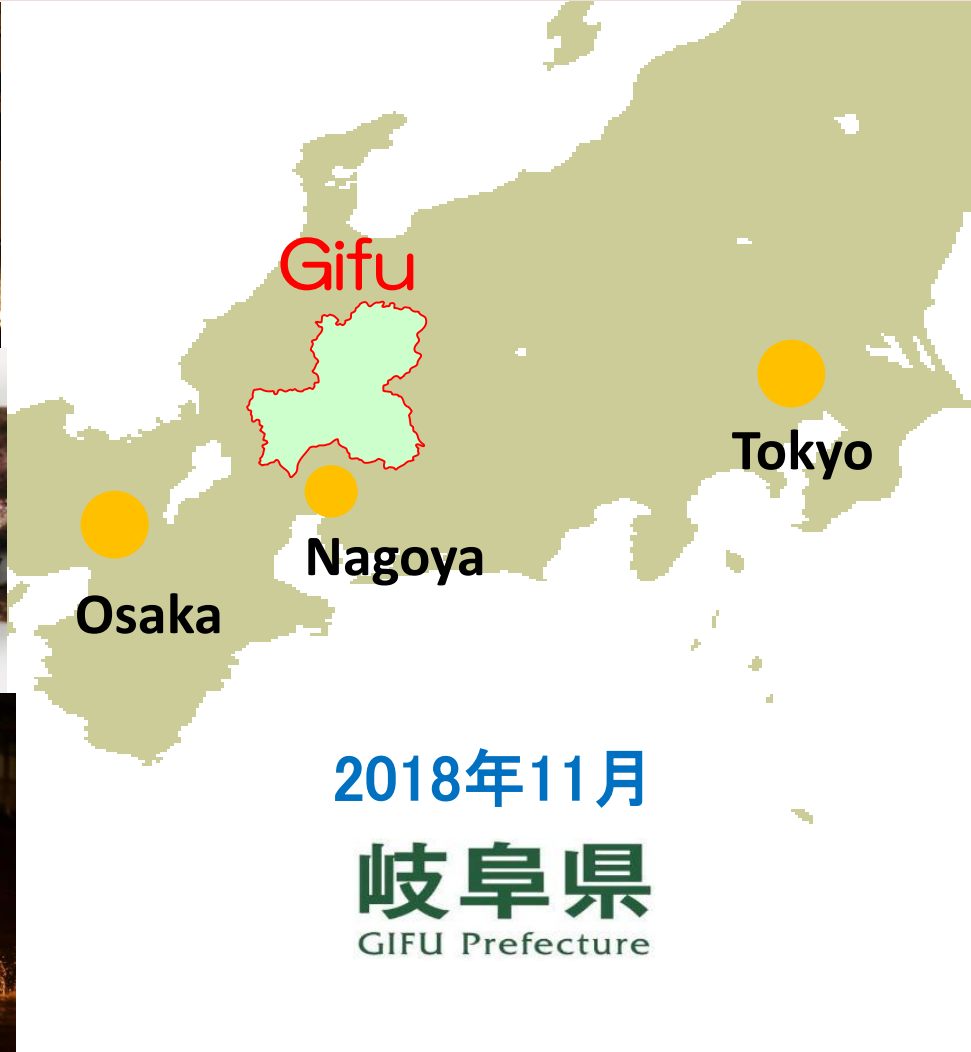 Gifu
Tokyo
Nagoya
Osaka
2018年11月
岐阜県
GIFU Prefecture